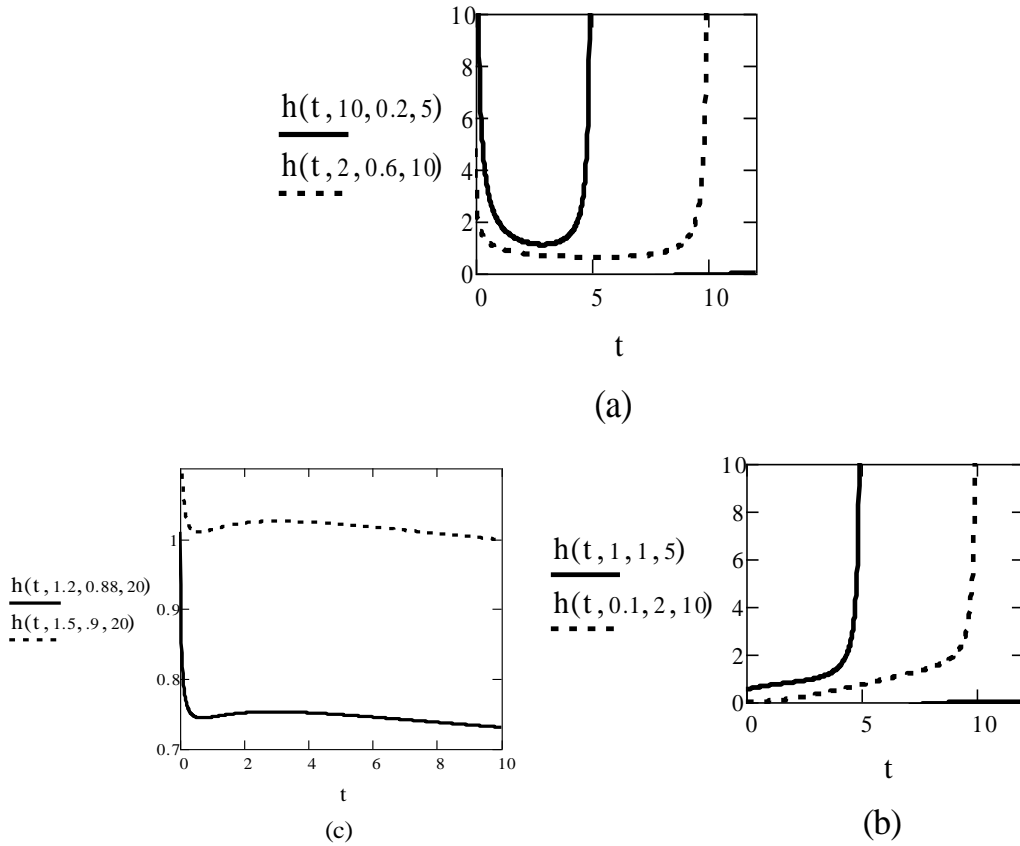 10
8
6
4
2
0
h(t,10,0.2,5)
h(t,2,0.6,10)
0 5 10
t
(a)
1
0.9
0.8
0.7
h(t,1.2,0.88,20)
h(t,1.5,.9,20)
0 2 4 6 8 10
t
(c)
10
8
6
4
2
0
h(t,1,1,5)
h(t,0.1,2,10)
0 5 10
t
(b)